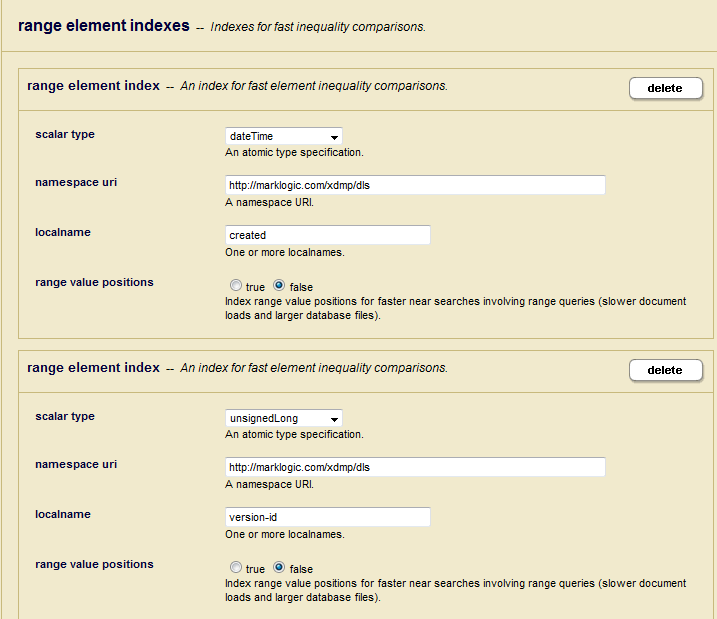 range element indexes -- Indexes for fast inequality comparisons.
range element index -- An index for fast element inequality comparisons.
delete
scalar type
dateTime
An atomic type specification.
namespace uri
http://marklogic.com/xdmp/dls
A namespace URI.
localname
created
One or more localnames.
range value positions
true false
Index range value positions for faster near searches involving range queries (slower document
loads and larger database files).
range element index -- An index for fast element inequality comparisons.
delete
scalar type
unsignedLong
An atomic type specification.
namespace uri
http://marklogic.com/xdmp/dls
A namespace URI.
localname
version-id
One or more localnames.
range value positions
true false
Index range value positions for faster near searches involving range queries (slower document
loads and larger database files).